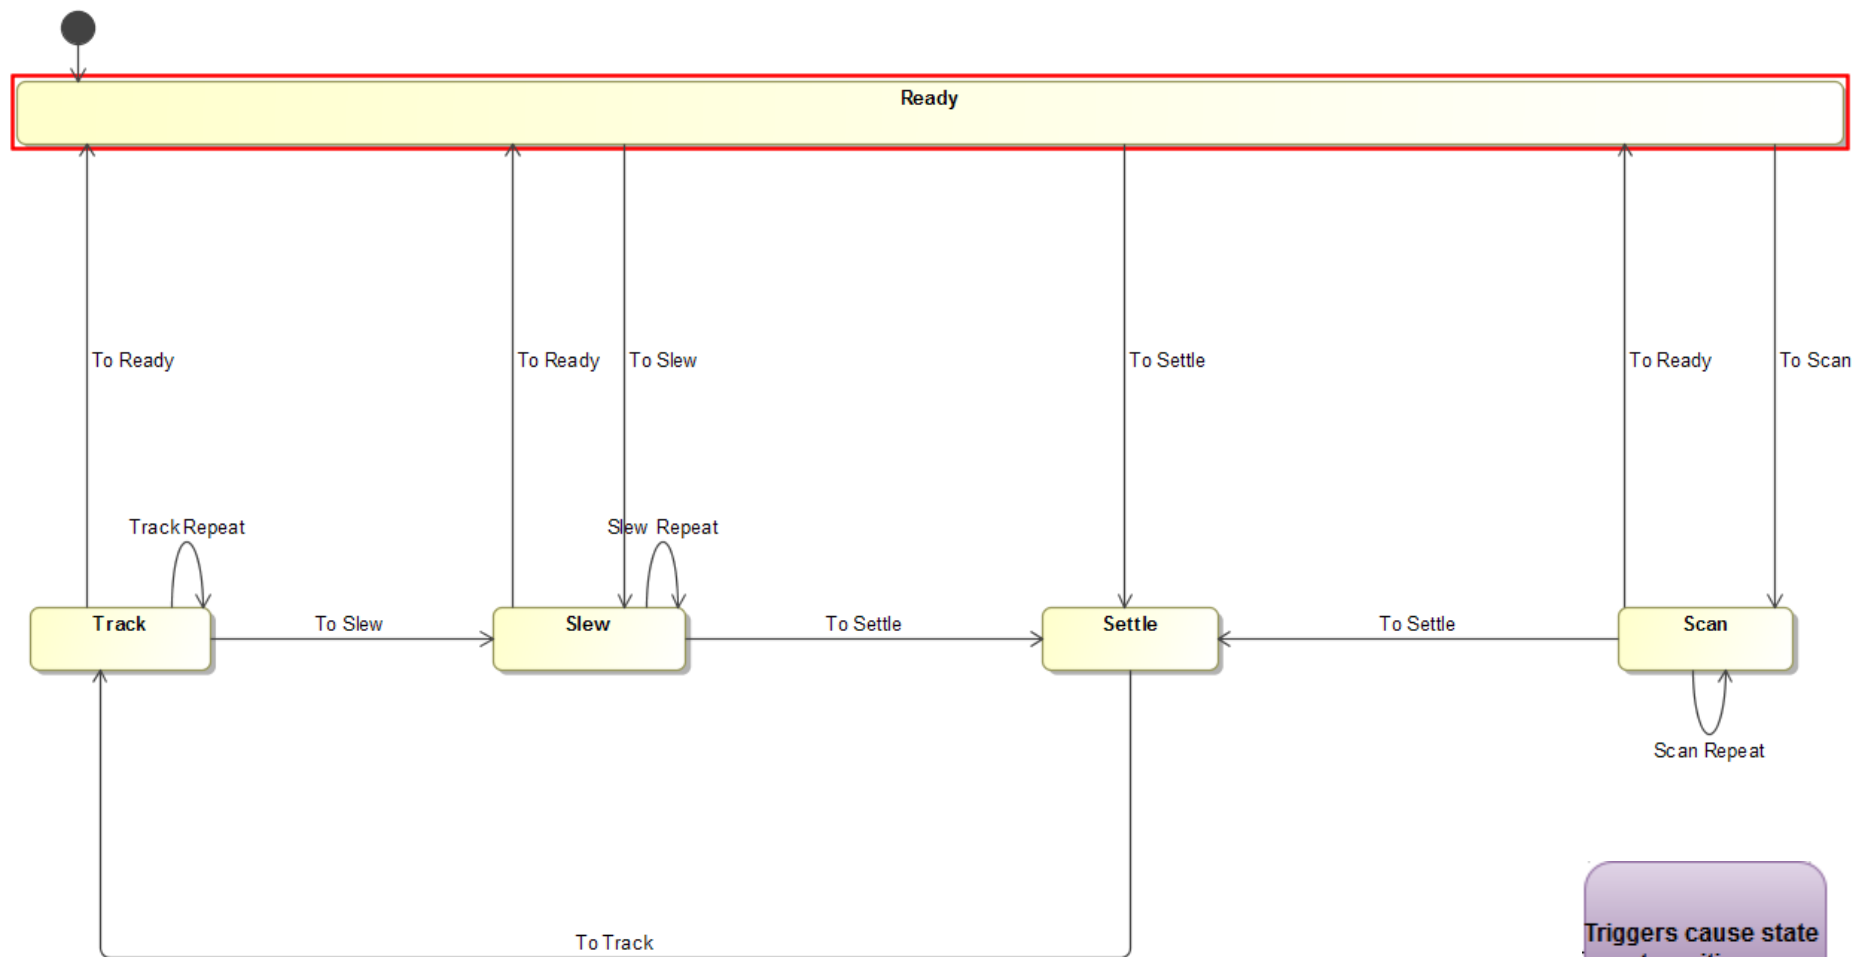 Ready
To Ready
To Ready
To Slew
To Settle
To Ready
To Scan
Track Repeat
Slew Repeat
Track
To Slew
Slew
To Settle
Settle
To Settle
Scan
Scan Repeat
To Track
Triggers cause state